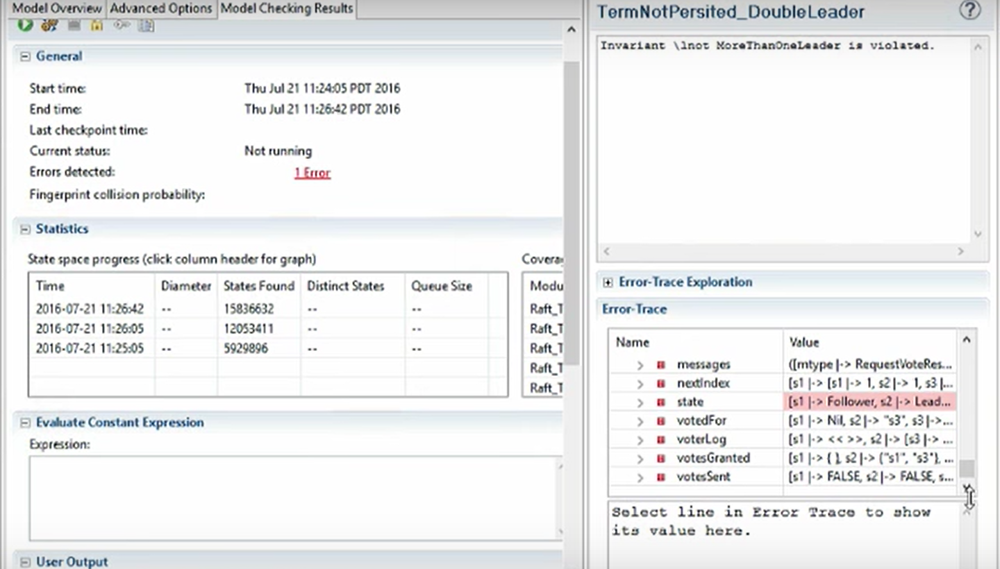 Model Overview Advanced Options Model Checking Results
General
Start time: Thu Jul 21 11:24:05 PDT 2016
End time: Thu Jul 21 11:26:42 PDT 2016
Last checkpoint time:
Current status: Not running
Errors detected: 1 Error
Fingerprint collision probability:
Statistics
State space progress (click column header for graph)
Time Diameter States Found Distinct States Queue Size
2016-07-21 11:26:42 -- 15836632 -- --
2016-07-21 11:26:05 -- 12053411 -- --
2016-07-21 11:25:05 -- 5929896 -- --
Covera
Modu
Raft_T
Raft_T
Raft_T
Raft_T
Raft_T
Evaluate Constant Expression
Expression:
User Output
TermNotPersited_DoubleLeader
?
Invariant \lnot MoreThanOneLeader is violated.
Error-Trace Exploration
Error-Trace
Name Value
messages ([mtype |-> RequestVoteRes...
nextIndex [s1 |-> [s1 |-> 1, s2 |-> 1, s3 |...
state [s1 |-> Follower, s2 |-> Lead...
votedFor [s1 |-> Nil, s2 |-> "s3", s3 |->...
voterLog [s1 |-> << >>, s2 |-> [s3 |-> ...
votesGranted [s1 |-> { }, s2 |-> {"s1", "s3"}, ...
votesSent [s1 |-> FALSE, s2 |-> FALSE, s...
Select line in Error Trace to show
its value here.